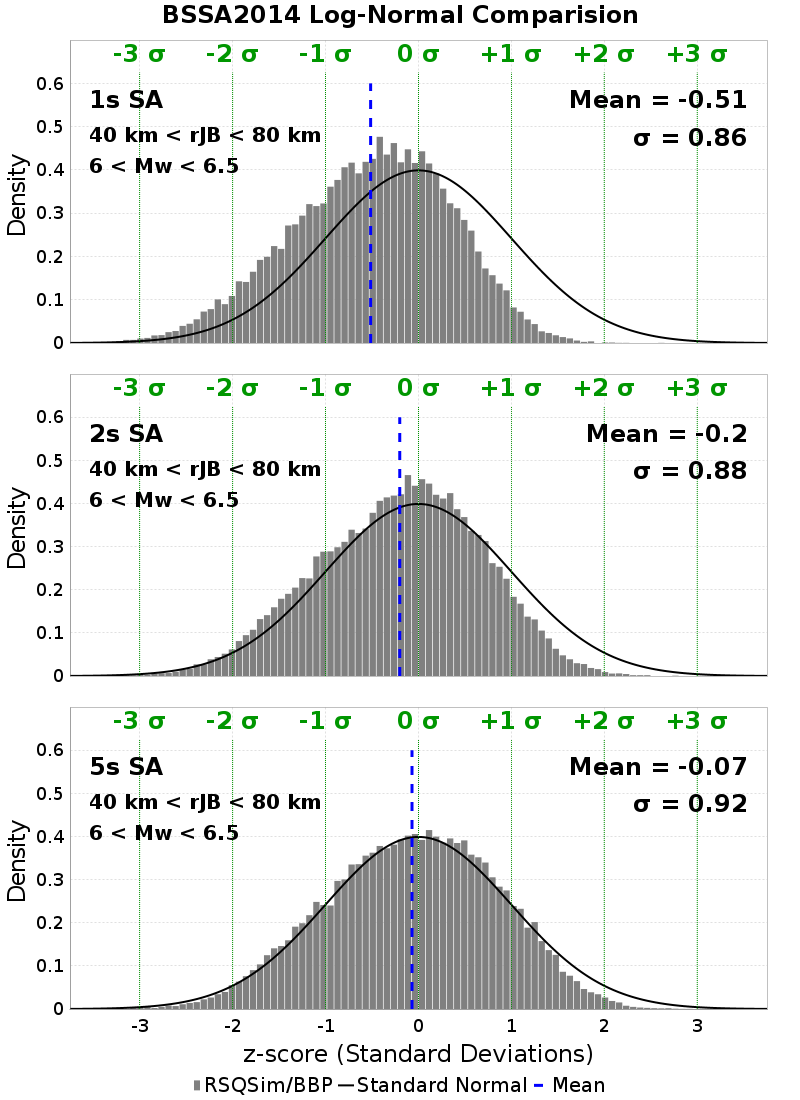 BSSA2014 Log-Normal Comparision
-3 σ -2 σ -1 σ 0 σ +1 σ +2 σ +3 σ
0.6
1s SA
Mean = -0.51
0.5
40 km < rJB < 80 km
σ = 0.86
6 < Mw < 6.5
0.4
0.3
0.2
0.1
0
Density
-3 σ -2 σ -1 σ 0 σ +1 σ +2 σ +3 σ
0.6
2s SA
Mean = -0.2
0.5
40 km < rJB < 80 km
σ = 0.88
6 < Mw < 6.5
0.4
0.3
0.2
0.1
0
Density
-3 σ -2 σ -1 σ 0 σ +1 σ +2 σ +3 σ
0.6
5s SA
Mean = -0.07
0.5
40 km < rJB < 80 km
σ = 0.92
6 < Mw < 6.5
0.4
0.3
0.2
0.1
0
Density
-3 -2 -1 0 1 2 3
z-score (Standard Deviations)
RSQSim/BBP Standard Normal Mean